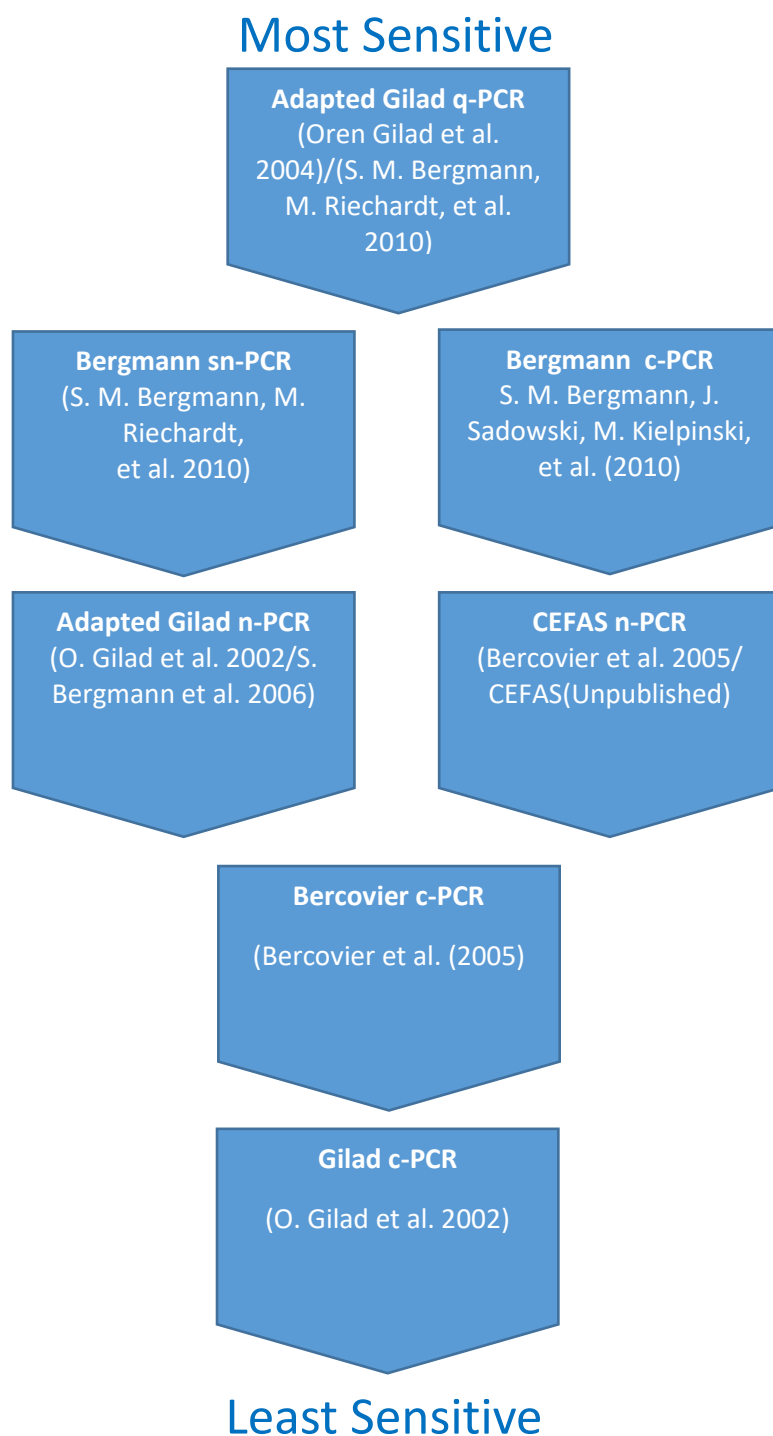 Most Sensitive
Adapted Gilad q-PCR
(Oren Gilad et al.
2004)/(S. M. Bergmann,
M. Riechardt, et al.
2010)
Bergmann sn-PCR
(S. M. Bergmann, M.
Riechardt,
et al. 2010)
Bergmann  c-PCR
S. M. Bergmann, J.
Sadowski, M. Kielpinski,
et al. (2010)
Adapted Gilad n-PCR
(O. Gilad et al. 2002/S.
Bergmann et al. 2006)
CEFAS n-PCR
(Bercovier et al. 2005/
CEFAS(Unpublished)
Bercovier c-PCR
(Bercovier et al. (2005)
Gilad c-PCR
(O. Gilad et al. 2002)
Least Sensitive